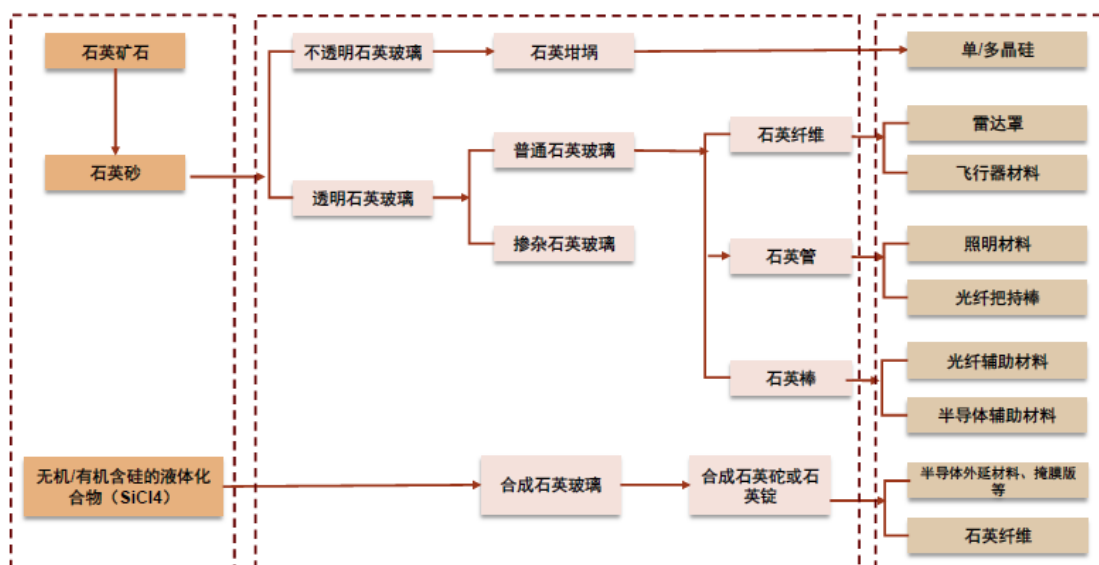 石英矿石
石英砂
无机/有机含硅的液体化
合物（SiCl4）
不透明石英玻璃
石英坩埚
透明石英玻璃
普通石英玻璃
掺杂石英玻璃
石英纤维
石英管
石英棒
合成石英玻璃
合成石英砣或石
英锭
单/多晶硅
雷达罩
飞行器材料
照明材料
光纤把持棒
光纤辅助材料
半导体辅助材料
半导体外延材料、掩膜版
等
石英纤维